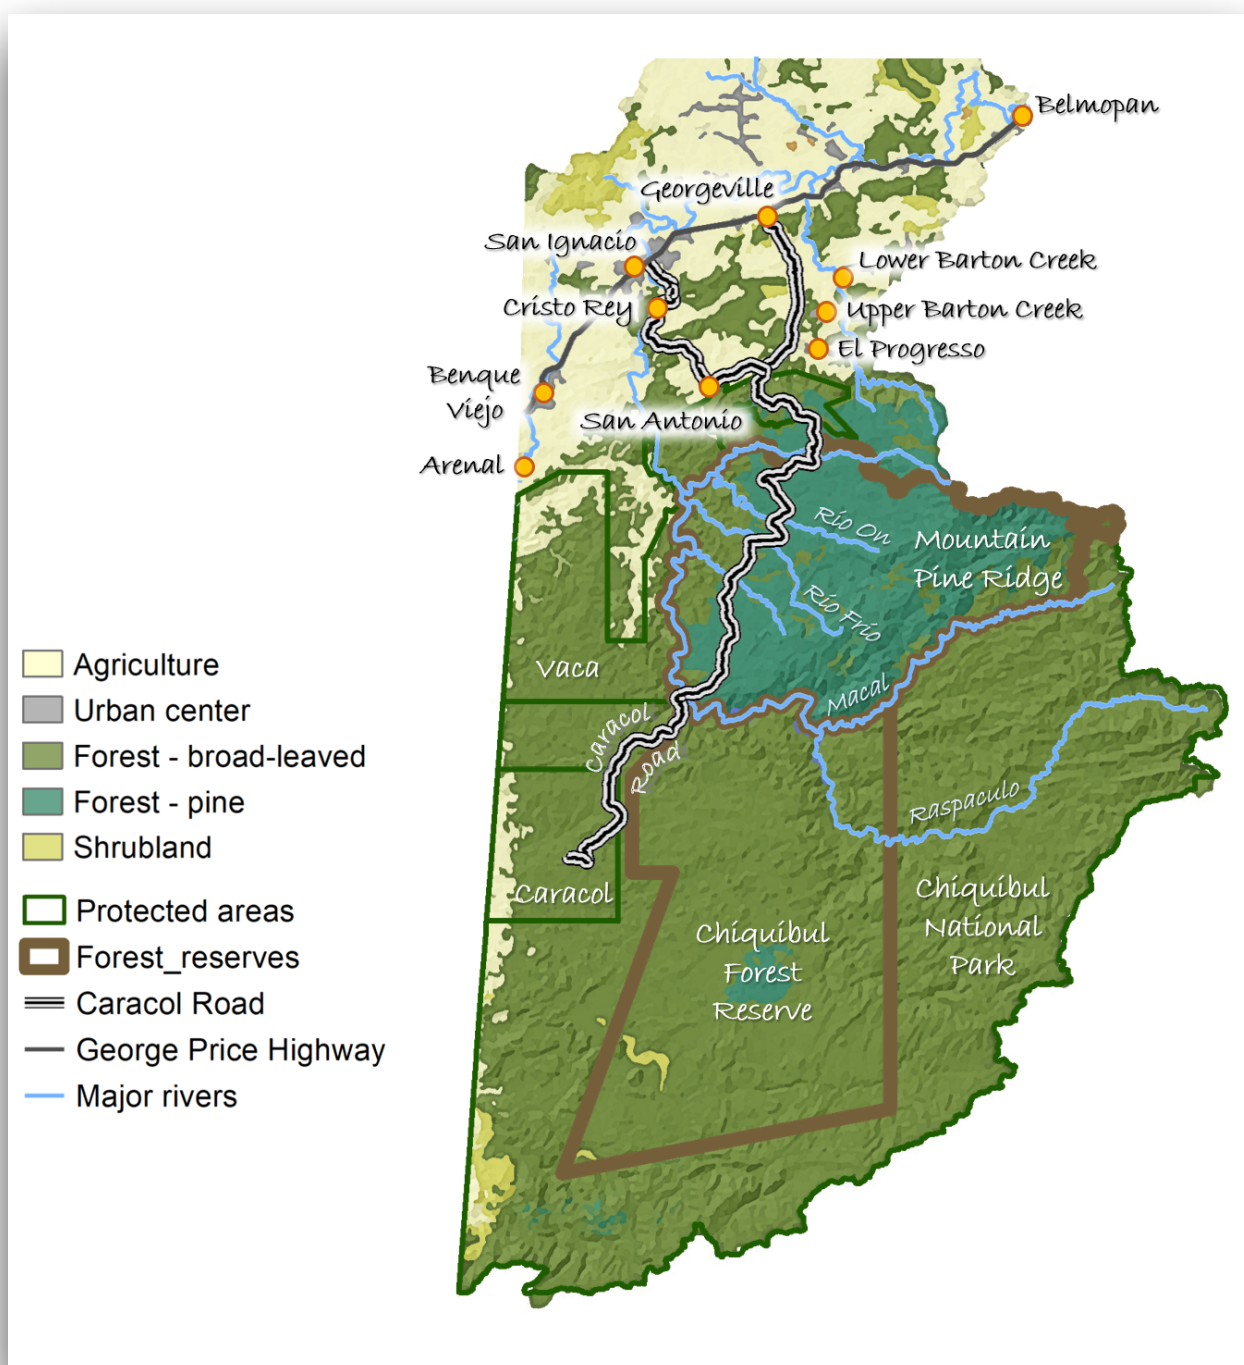 Belmopan
Georgeville
San Ignacio
Lower Barton Creek
Cristo Rey
Upper Barton Creek
El Progresso
Benque
Viejo
San Antonio
Arenal
Río On
Mountain
Pine Ridge
Río Frío
Vaca
Macal
Caracol
Road
Raspaculo
Caracol
Chiquibul
National
Park
Chiquibul
Forest
Reserve
Agriculture
Urban center
Forest - broad-leaved
Forest - pine
Shrubland
Protected areas
Forest_reserves
Caracol Road
George Price Highway
Major rivers